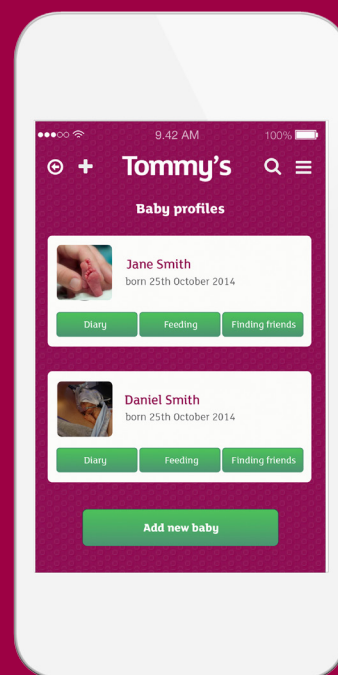 9.42 AM 100%
Tommy's
Baby profiles
Jane Smith
born 25th October 2014
Diary Feeding Finding friends
Daniel Smith
born 25th October 2014
Diary Feeding Finding friends
Add new baby